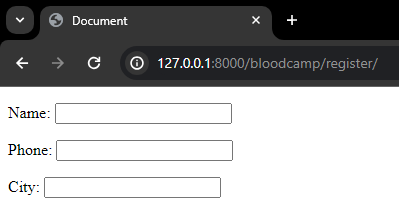 Document
127.0.0.1:8000/bloodcamp/register/
Name:
Phone:
City: